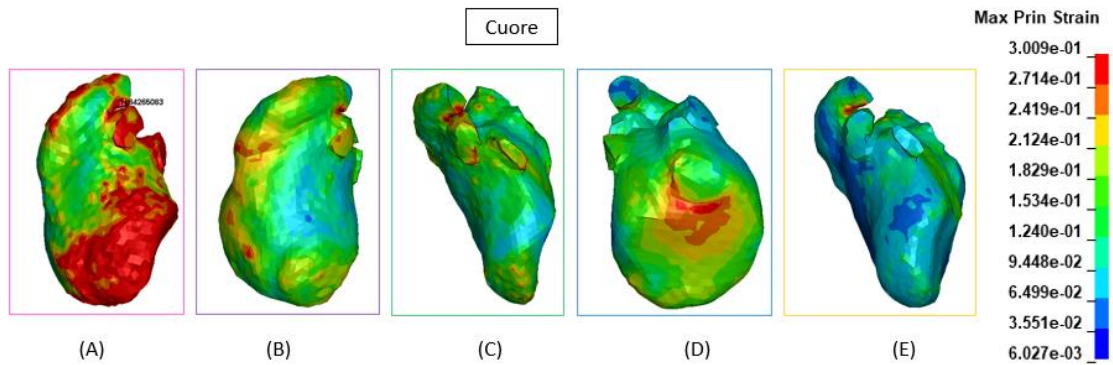 Cuore
Max Prin Strain
3.009e-01
2.714e-01
2.419e-01
2.124e-01
1.829e-01
1.534e-01
1.240e-01
9.448e-02
6.499e-02
3.551e-02
6.027e-03
(A)
(B)
(C)
(D)
(E)